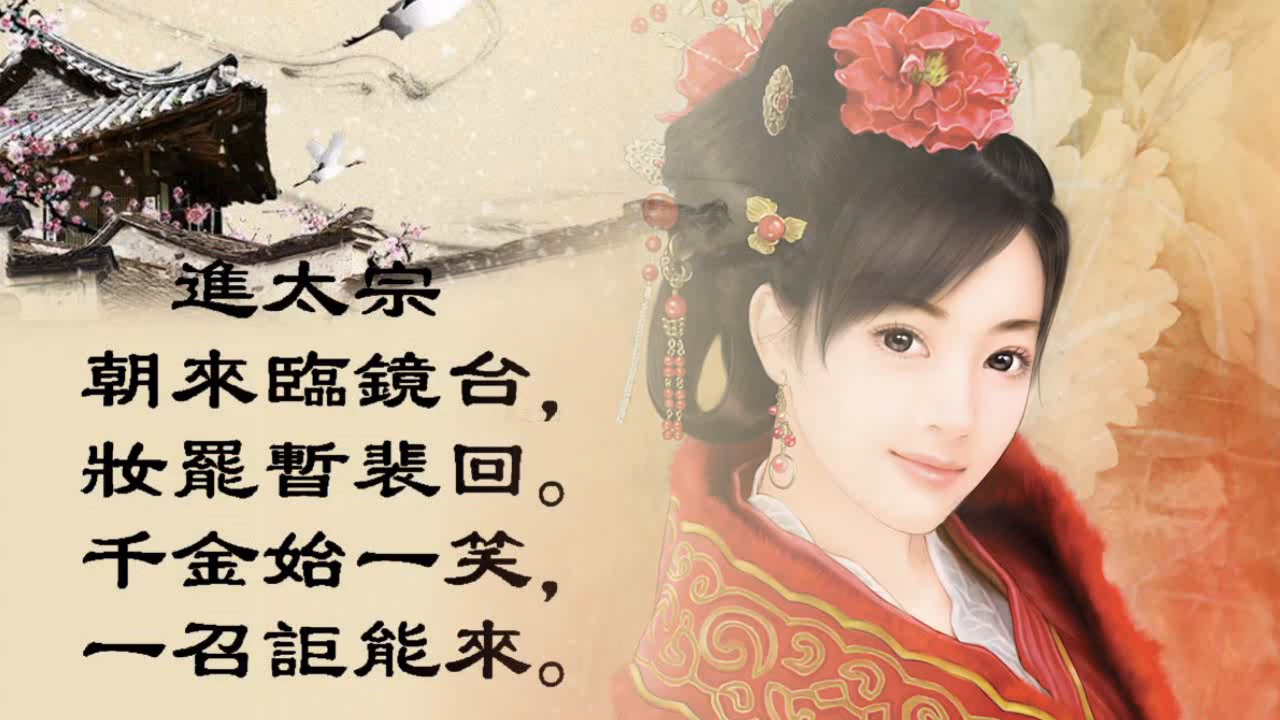 進太宗
朝來臨鏡台，
妝罷暫裴回。
千金始一笑，
一召詎能來。